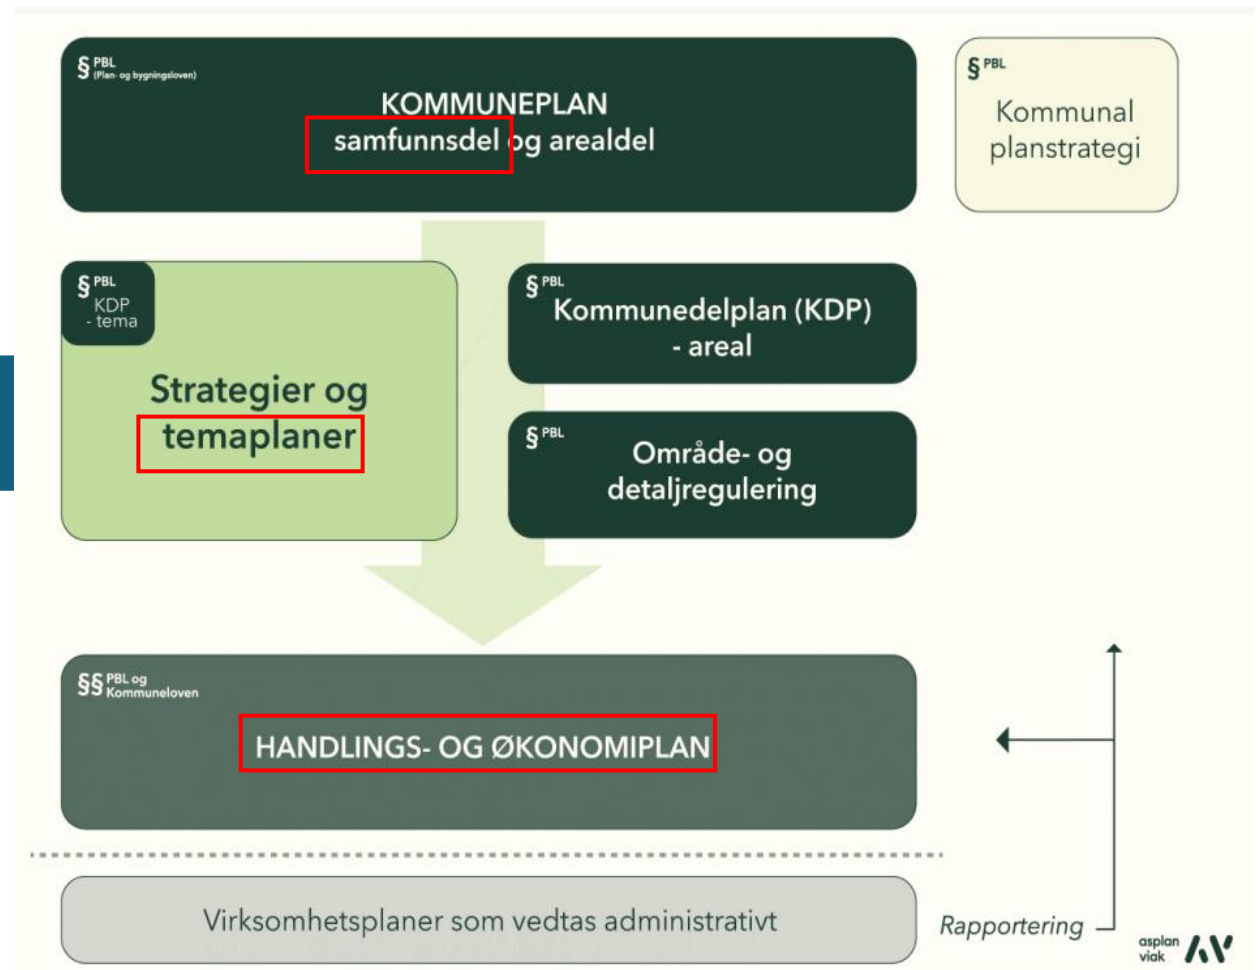 § PBL
(Plan- og bygningsloven)
KOMMUNEPLAN
samfunnsdel og arealdel
§ PBL
Kommunal
planstrategi
§ PBL
KDP
- tema
Strategier og
temaplaner
§ PBL
Kommunedelplan (KDP)
- areal
§ PBL
Område- og
detaljregulering
§§ PBL og
Kommuneloven
HANDLINGS- OG ØKONOMIPLAN
Virksomhetsplaner som vedtas administrativt
Rapportering
asplan
viak